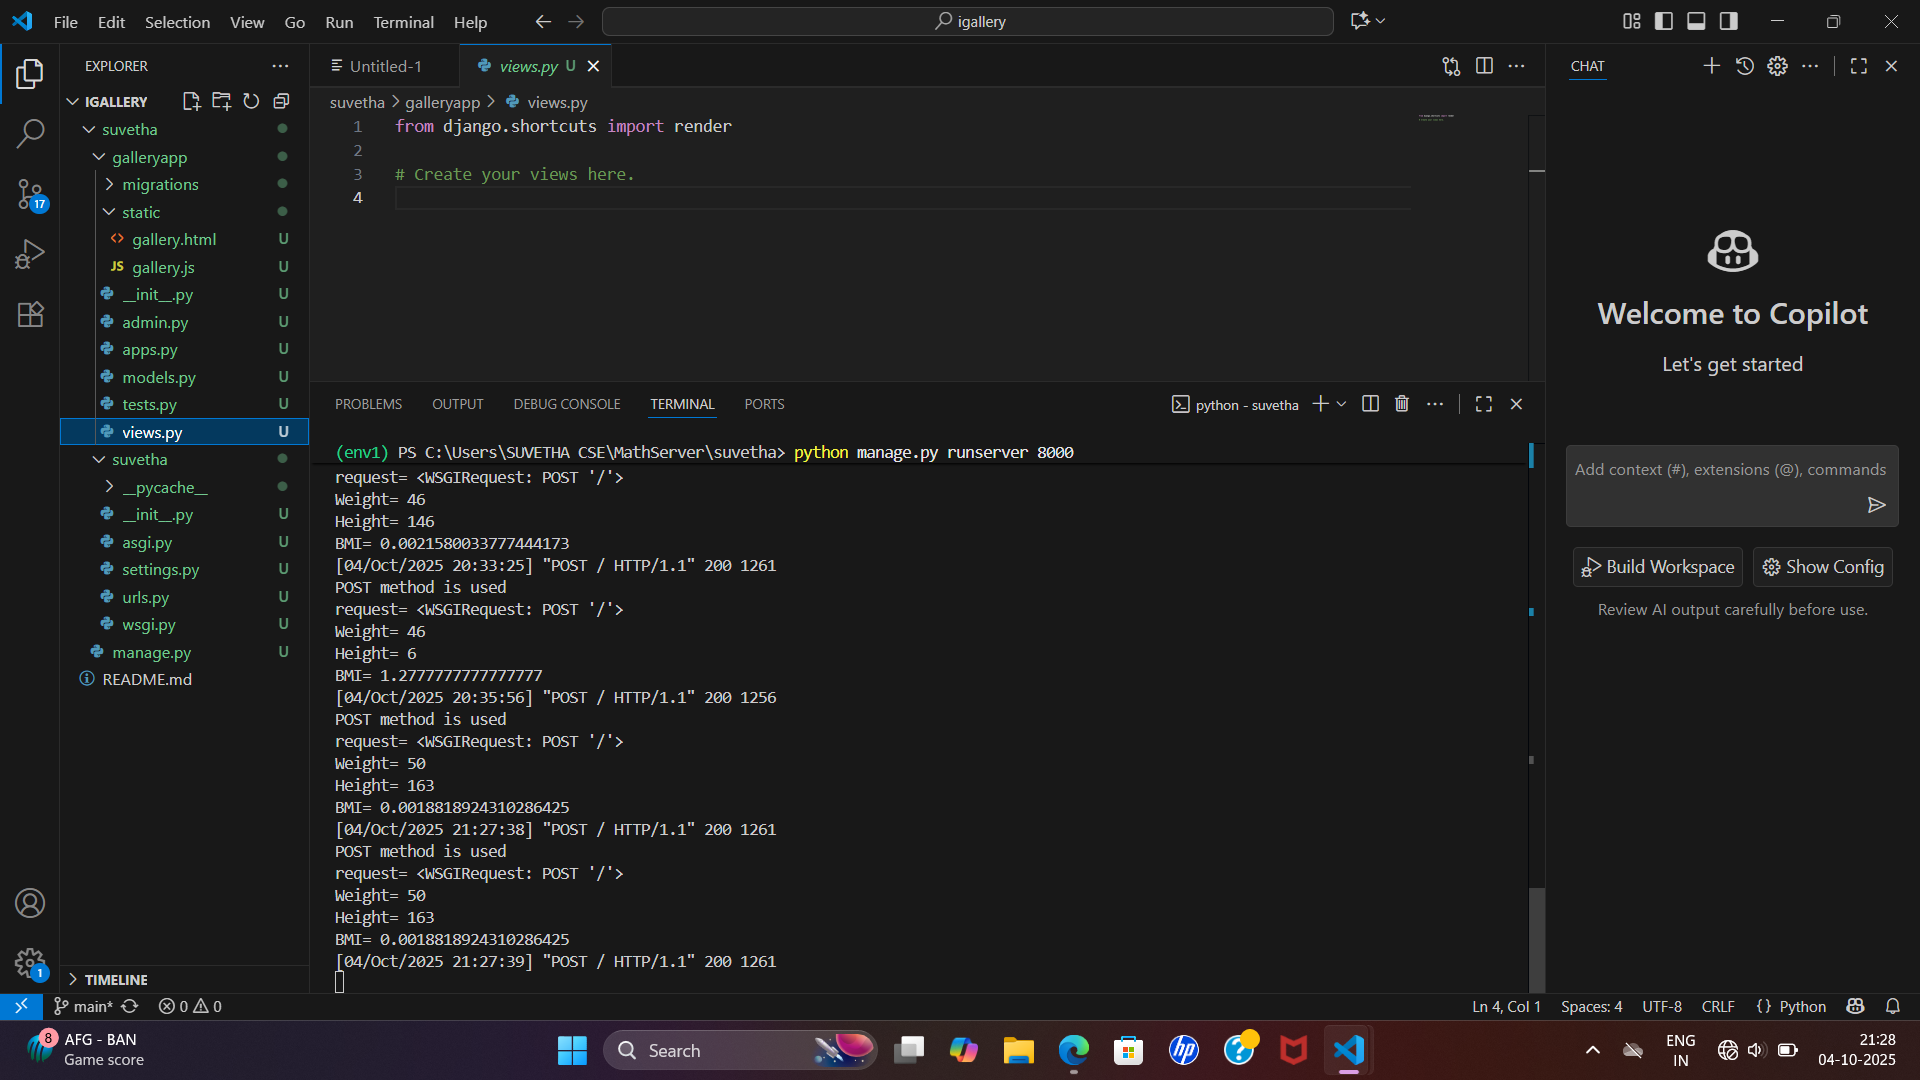 File Edit Selection View Go Run Terminal Help
igallery
EXPLORER
IGALLERY
suvetha
galleryapp
migrations
static
gallery.html U
JS gallery.js U
__init__.py U
admin.py U
apps.py U
models.py U
tests.py U
views.py U
suvetha
__pycache__
__init__.py U
asgi.py U
settings.py U
urls.py U
wsgi.py U
manage.py U
README.md
TIMELINE
17
1
Untitled-1
views.py U
suvetha > galleryapp > views.py
1 from django.shortcuts import render
2
3 # Create your views here.
4
PROBLEMS OUTPUT DEBUG CONSOLE TERMINAL PORTS
python - suvetha
(env1) PS C:\Users\SUVETHA CSE\MathServer\suvetha> python manage.py runserver 8000
request= <WSGIRequest: POST '/'>
Weight= 46
Height= 146
BMI= 0.0021580033777444173
[04/Oct/2025 20:33:25] "POST / HTTP/1.1" 200 1261
POST method is used
request= <WSGIRequest: POST '/'>
Weight= 46
Height= 6
BMI= 1.2777777777777777
[04/Oct/2025 20:35:56] "POST / HTTP/1.1" 200 1256
POST method is used
request= <WSGIRequest: POST '/'>
Weight= 50
Height= 163
BMI= 0.0018818924310286425
[04/Oct/2025 21:27:38] "POST / HTTP/1.1" 200 1261
POST method is used
request= <WSGIRequest: POST '/'>
Weight= 50
Height= 163
BMI= 0.0018818924310286425
[04/Oct/2025 21:27:39] "POST / HTTP/1.1" 200 1261
CHAT
Welcome to Copilot
Let's get started
Add context (#), extensions (@), commands
Build Workspace
Show Config
Review AI output carefully before use.
main* 0 0
Ln 4, Col 1 Spaces: 4 UTF-8 CRLF {} Python
8
AFG - BAN
Game score
Search
hp
ENG
IN
21:28
04-10-2025